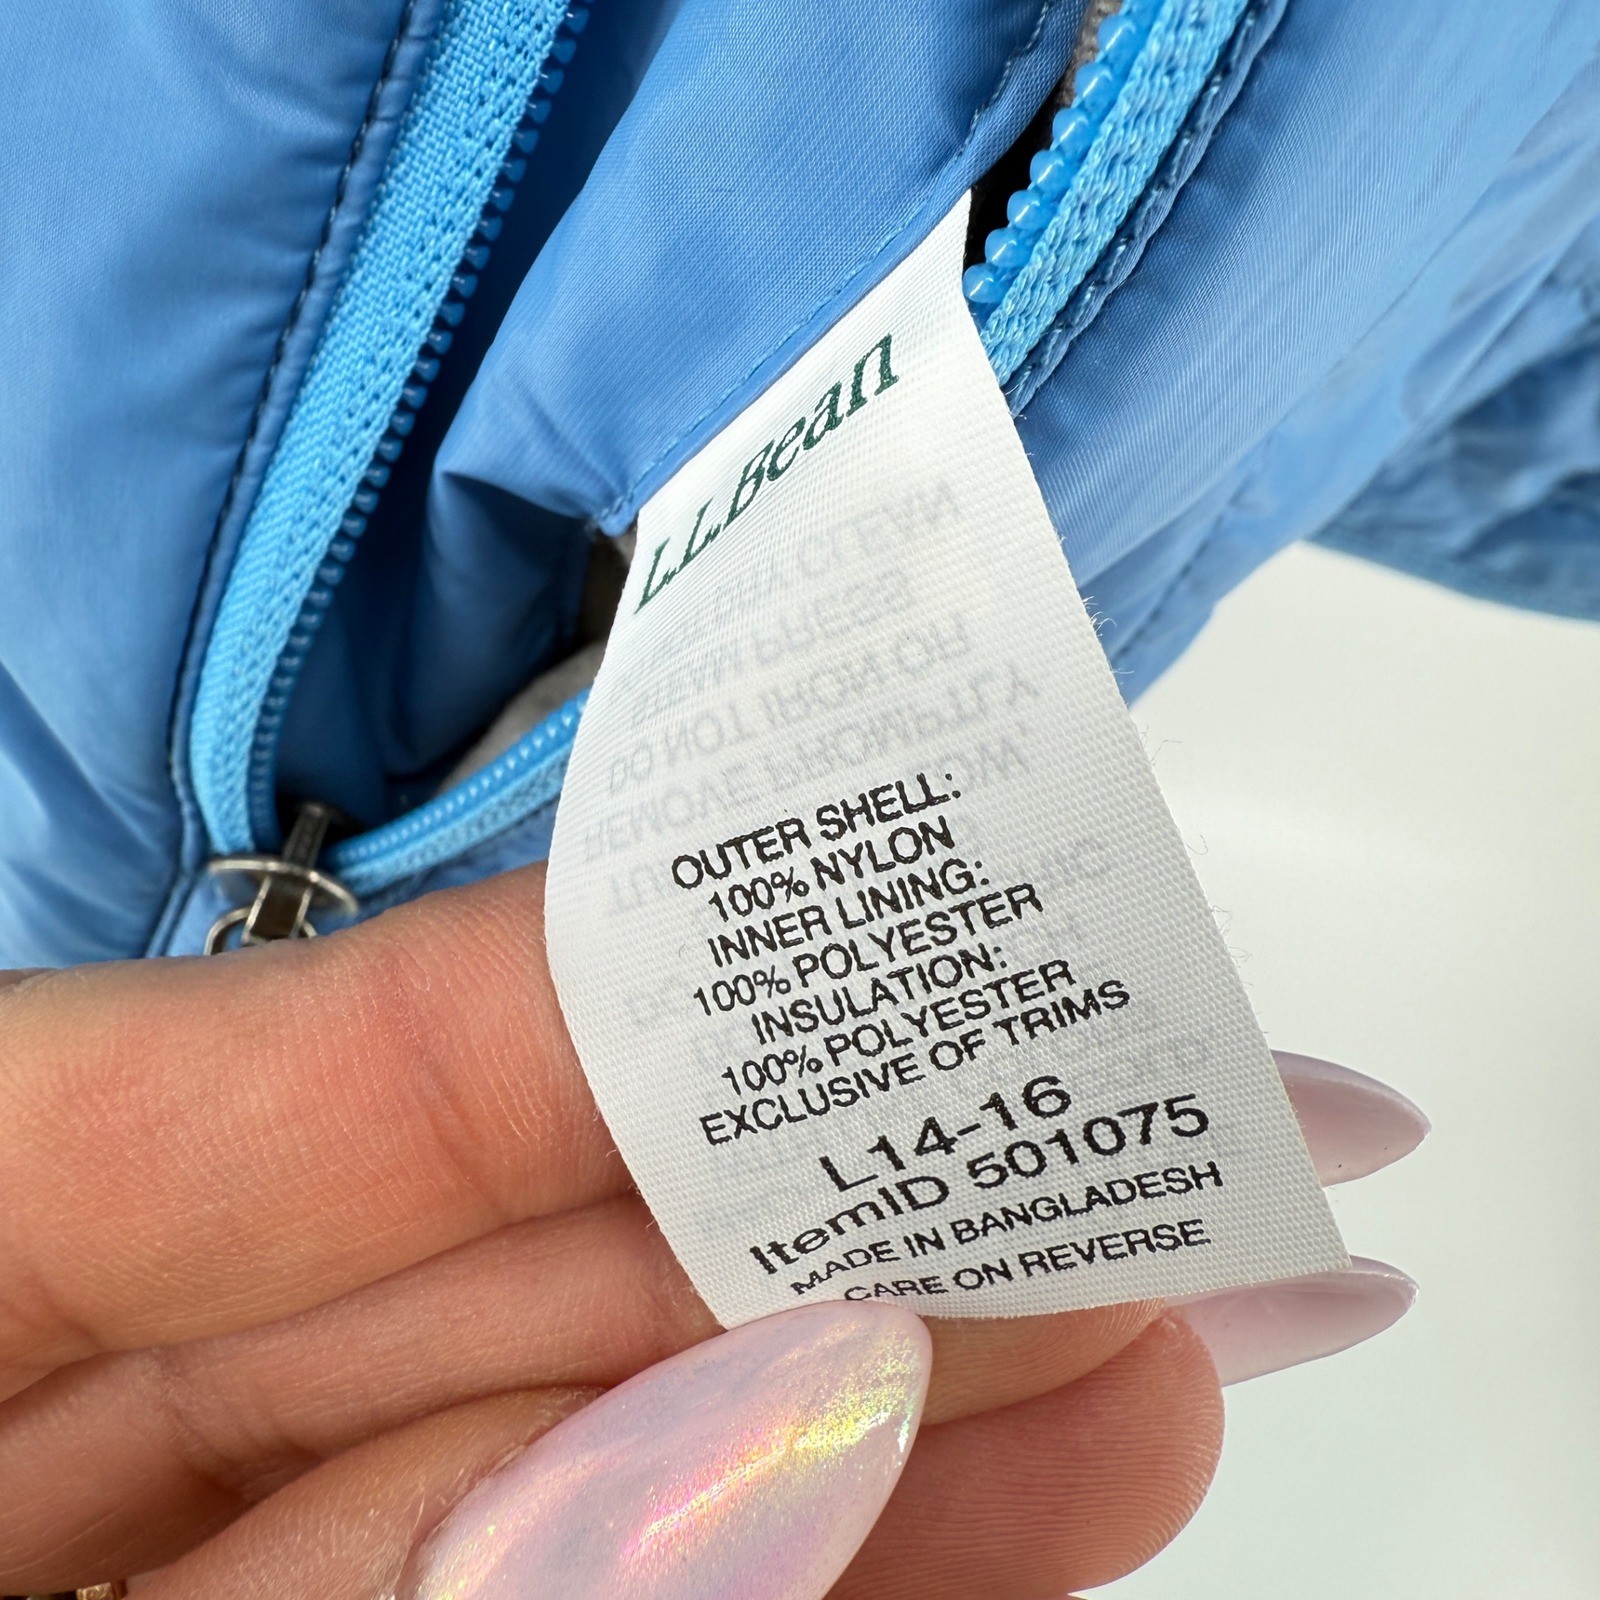 L.L.Bean
OUTER SHELL:
100% NYLON
INNER LINING:
100% POLYESTER
INSULATION:
100% POLYESTER
EXCLUSIVE OF TRIMS
L14-16
ItemID 501075
MADE IN BANGLADESH
CARE ON REVERSE